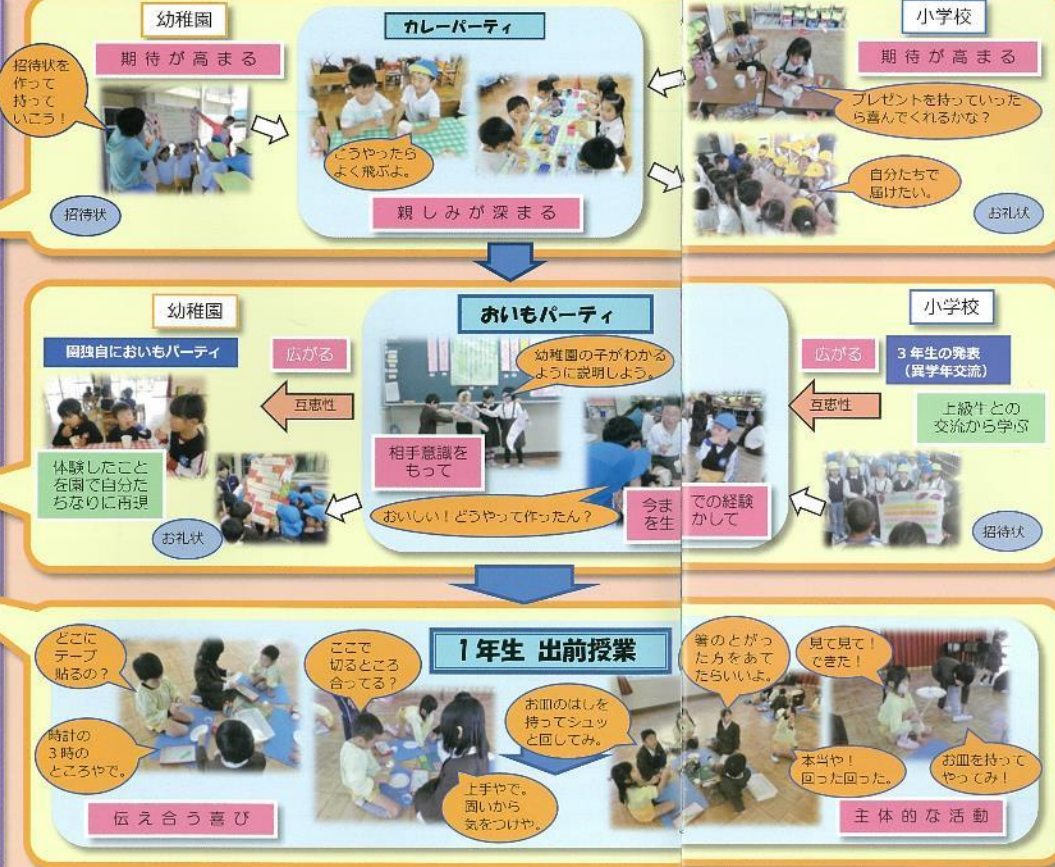 幼稚園
期待が高まる
招待状を
作って
持って
いこう！
招待状
カレーパーティ
こうやったら
よく飛ぶよ。
親しみが深まる
小学校
期待が高まる
プレゼントを持っていった
ら喜んでくれるかな？
自分たちで
届けたい。
お礼状
幼稚園
園独自においもパーティ
広がる
互恵性
体験したこと
を園で自分た
ちなりに再現
お礼状
おいもパーティ
幼稚園の子がわかる
ように説明しよう。
相手意識を
もって
おいしい！どうやって作ったん？
今までの経験
を生かして
小学校
広がる
3年生の発表
（異学年交流）
互恵性
上級生との
交流から学ぶ
招待状
1年生 出前授業
どこに
テープ
貼るの？
時計の
3時の
ところやで。
伝え合う喜び
ここで
切るところ
合ってる？
お皿のはしを
持ってシュッ
と回してみ。
上手やで。
固いから
気をつけや。
箸のとがっ
た方をあて
たらいいよ。
見て見て！
できた！
本当や！
回った回った。
お皿を持って
やってみ！
主体的な活動